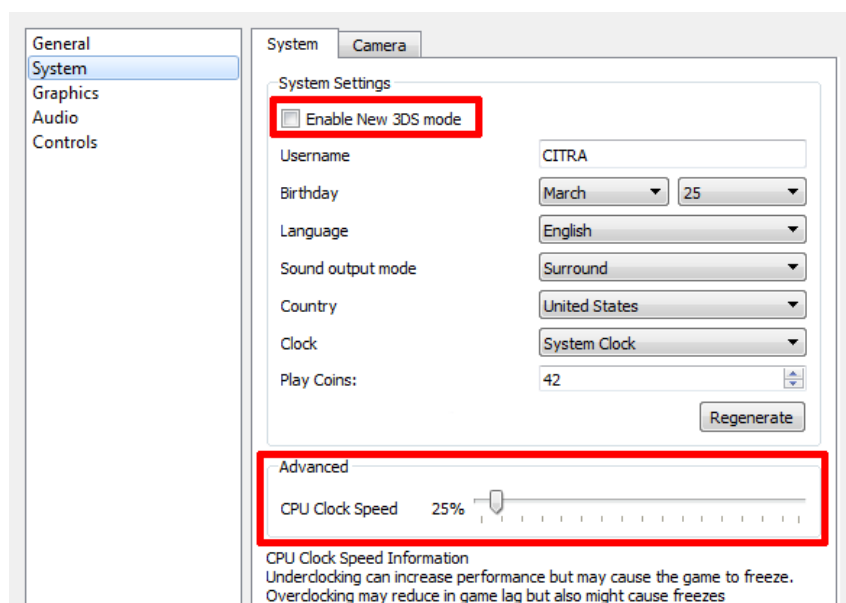 General
System
Graphics
Audio
Controls
System
Camera
System Settings
Enable New 3DS mode
Username
CITRA
Birthday
March
25
Language
English
Sound output mode
Surround
Country
United States
Clock
System Clock
Play Coins:
42
Regenerate
Advanced
CPU Clock Speed
25%
CPU Clock Speed Information
Underclocking can increase performance but may cause the game to freeze.
Overclocking may reduce in game lag but also might cause freezes